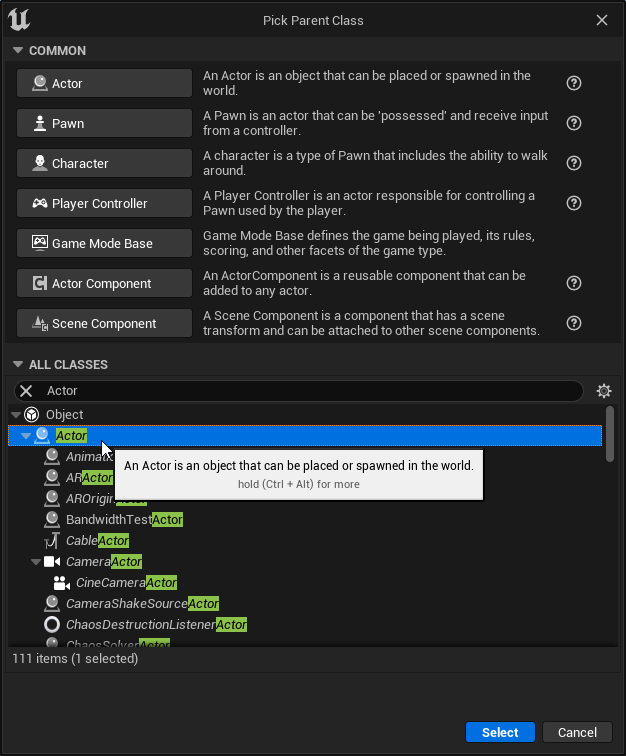 Pick Parent Class
COMMON
Actor
An Actor is an object that can be placed or spawned in the
world.
Pawn
A Pawn is an actor that can be 'possessed' and receive input
from a controller.
Character
A character is a type of Pawn that includes the ability to walk
around.
Player Controller
A Player Controller is an actor responsible for controlling a
Pawn used by the player.
Game Mode Base
Game Mode Base defines the game being played, its rules,
scoring, and other facets of the game type.
Actor Component
An ActorComponent is a reusable component that can be
added to any actor.
Scene Component
A Scene Component is a component that has a scene
transform and can be attached to other scene components.
ALL CLASSES
Actor
Object
Actor
An Actor is an object that can be placed or spawned in the world.
hold (Ctrl + Alt) for more
ARActor
BandwidthTestActor
CableActor
CameraActor
CineCameraActor
CameraShakeSourceActor
ChaosDestructionListenerActor
ChaosSolverActor
111 items (1 selected)
Select
Cancel